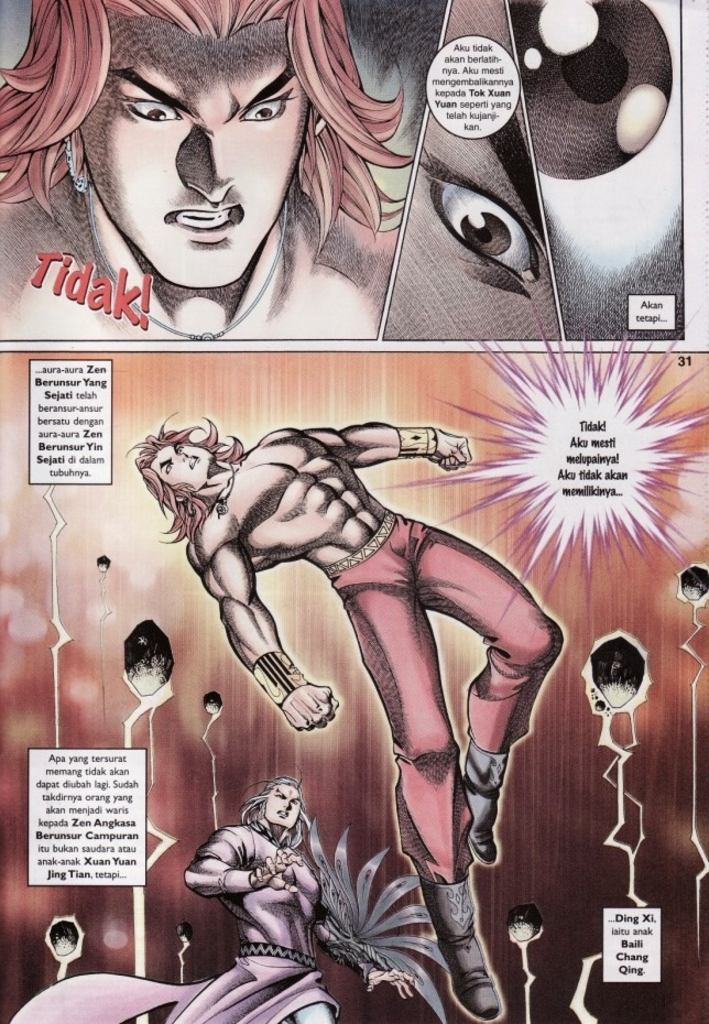 Aku tidak
akan berlatih-
nya. Aku mesti
mengembalikannya
kepada Tok Xuan
Yuan seperti yang
telah kujanji-
kan.
Tidak!
Akan
tetapi...
31
...aura-aura Zen
Berunsur Yang
Sejati telah
beransur-ansur
bersatu dengan
aura-aura Zen
Berunsur Yin
Sejati di dalam
tubuhnya.
Tidak!
Aku mesti
melupainya!
Aku tidak akan
memilikinya...
Apa yang tersurat
memang tidak akan
dapat diubah lagi. Sudah
takdirnya orang yang
akan menjadi waris
kepada Zen Angkasa
Berunsur Campuran
itu bukan saudara atau
anak-anak Xuan Yuan
Jing Tian, tetapi...
...Ding Xi,
iaitu anak
Baili
Chang
Qing.